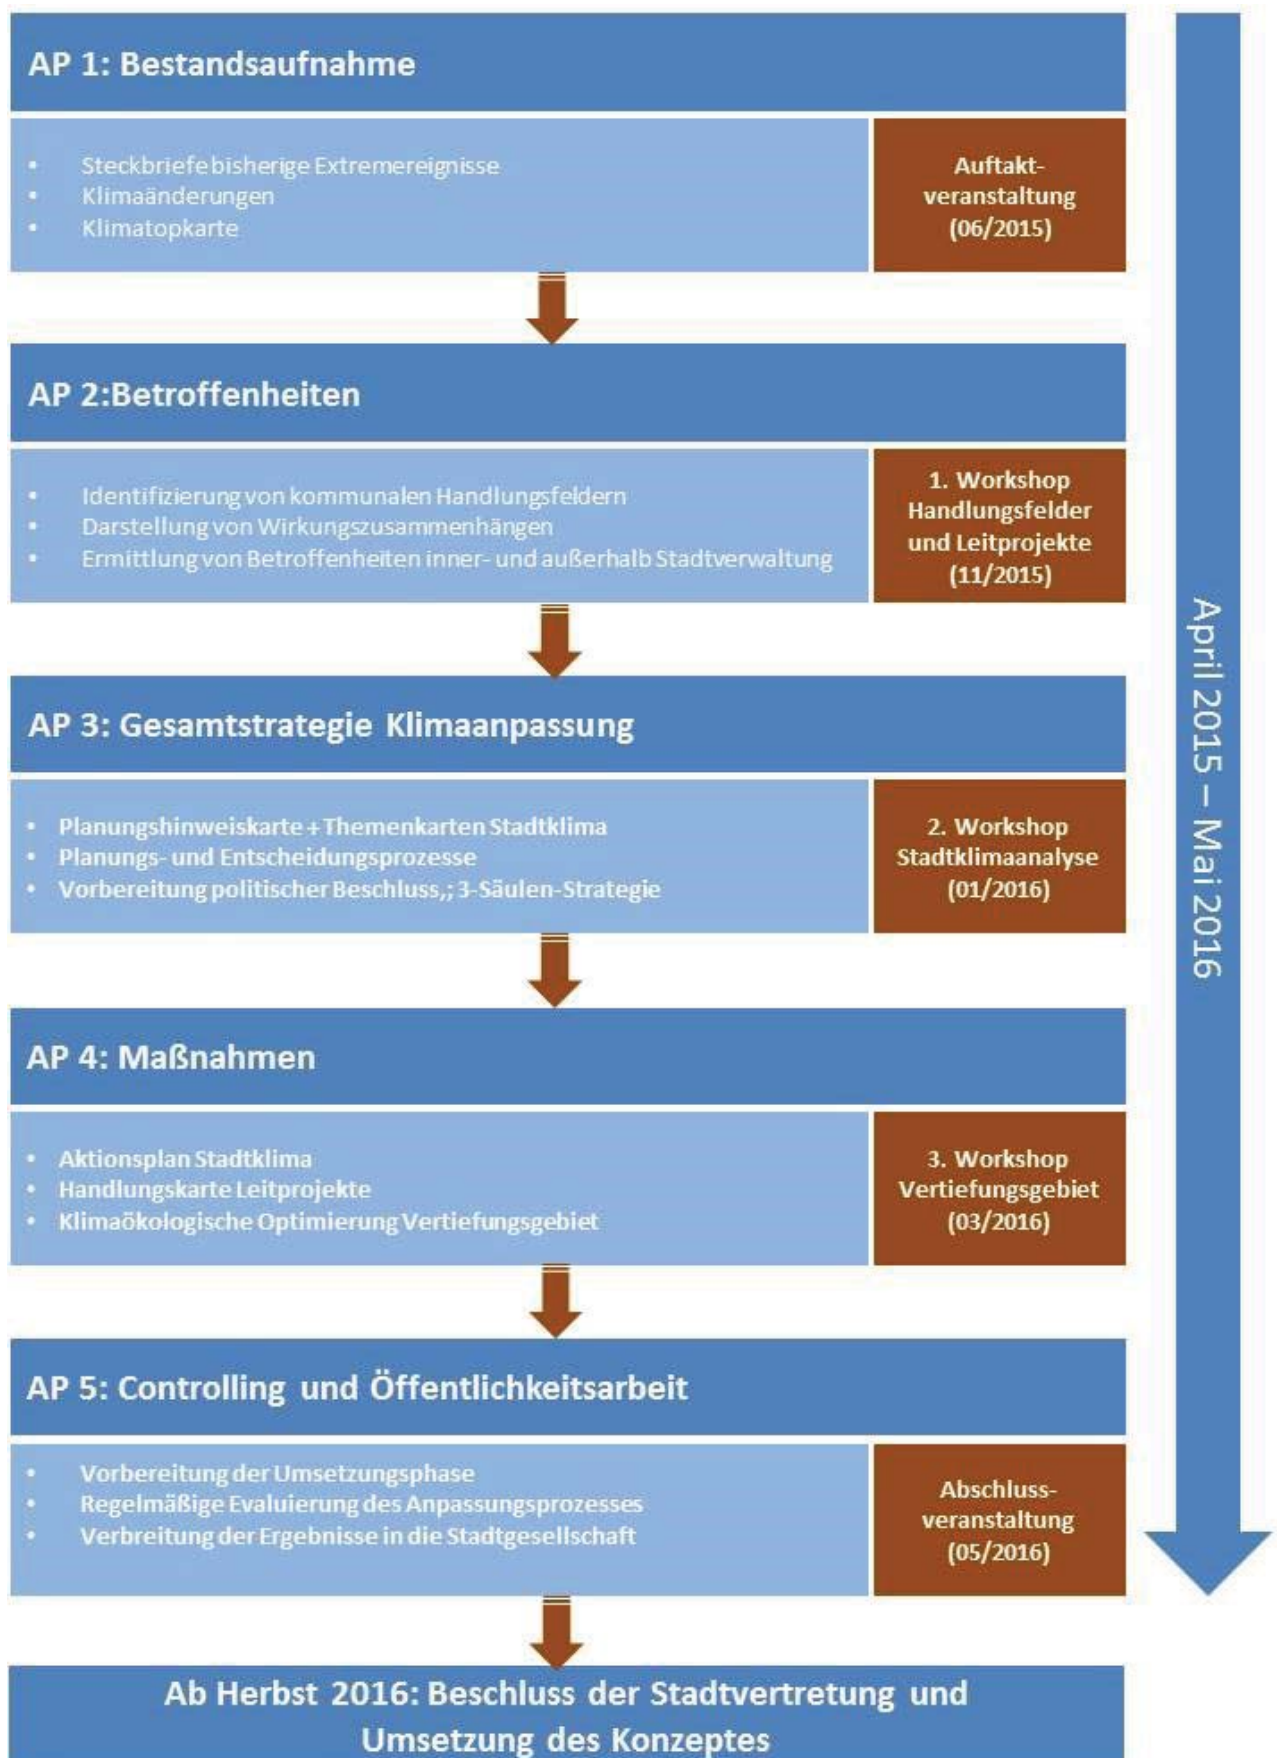 AP 1: Bestandsaufnahme
• Steckbriefe bisherige Extremereignisse
• Klimaänderungen
• Klimatopkarte
Auftakt-
veranstaltung
(06/2015)
AP 2:Betroffenheiten
• Identifizierung von kommunalen Handlungsfeldern
• Darstellung von Wirkungszusammenhängen
• Ermittlung von Betroffenheiten inner- und außerhalb Stadtverwaltung
1. Workshop
Handlungsfelder
und Leitprojekte
(11/2015)
AP 3: Gesamtstrategie Klimaanpassung
• Planungshinweiskarte + Themenkarten Stadtklima
• Planungs- und Entscheidungsprozesse
• Vorbereitung politischer Beschluss,; 3-Säulen-Strategie
2. Workshop
Stadtklimaanalyse
(01/2016)
AP 4: Maßnahmen
• Aktionsplan Stadtklima
• Handlungskarte Leitprojekte
• Klimaökologische Optimierung Vertiefungsgebiet
3. Workshop
Vertiefungsgebiet
(03/2016)
AP 5: Controlling und Öffentlichkeitsarbeit
• Vorbereitung der Umsetzungsphase
• Regelmäßige Evaluierung des Anpassungsprozesses
• Verbreitung der Ergebnisse in die Stadtgesellschaft
Abschluss-
veranstaltung
(05/2016)
Ab Herbst 2016: Beschluss der Stadtvertretung und
Umsetzung des Konzeptes
April 2015 – Mai 2016